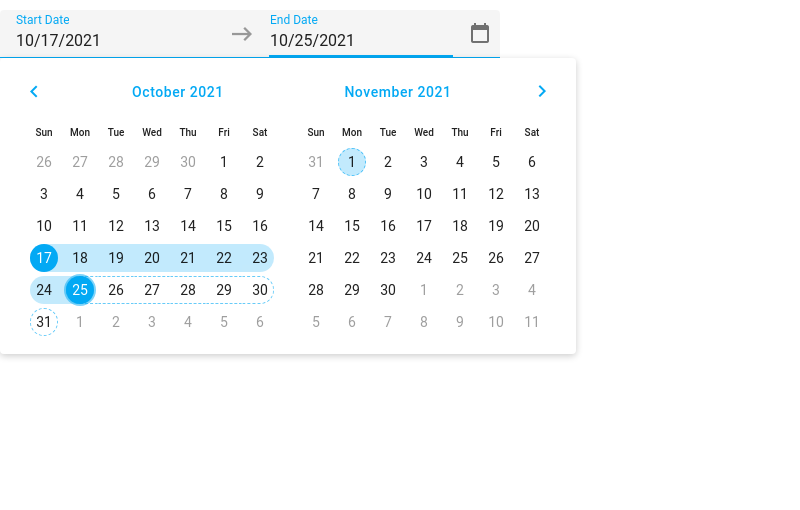 Start Date End Date
10/17/2021 10/25/2021
October 2021 November 2021
Sun Mon Tue Wed Thu Fri Sat Sun Mon Tue Wed Thu Fri Sat
26 27 28 29 30 1 2 31 1 2 3 4 5 6
3 4 5 6 7 8 9 7 8 9 10 11 12 13
10 11 12 13 14 15 16 14 15 16 17 18 19 20
17 18 19 20 21 22 23 21 22 23 24 25 26 27
24 25 26 27 28 29 30 28 29 30 1 2 3 4
31 1 2 3 4 5 6 5 6 7 8 9 10 11